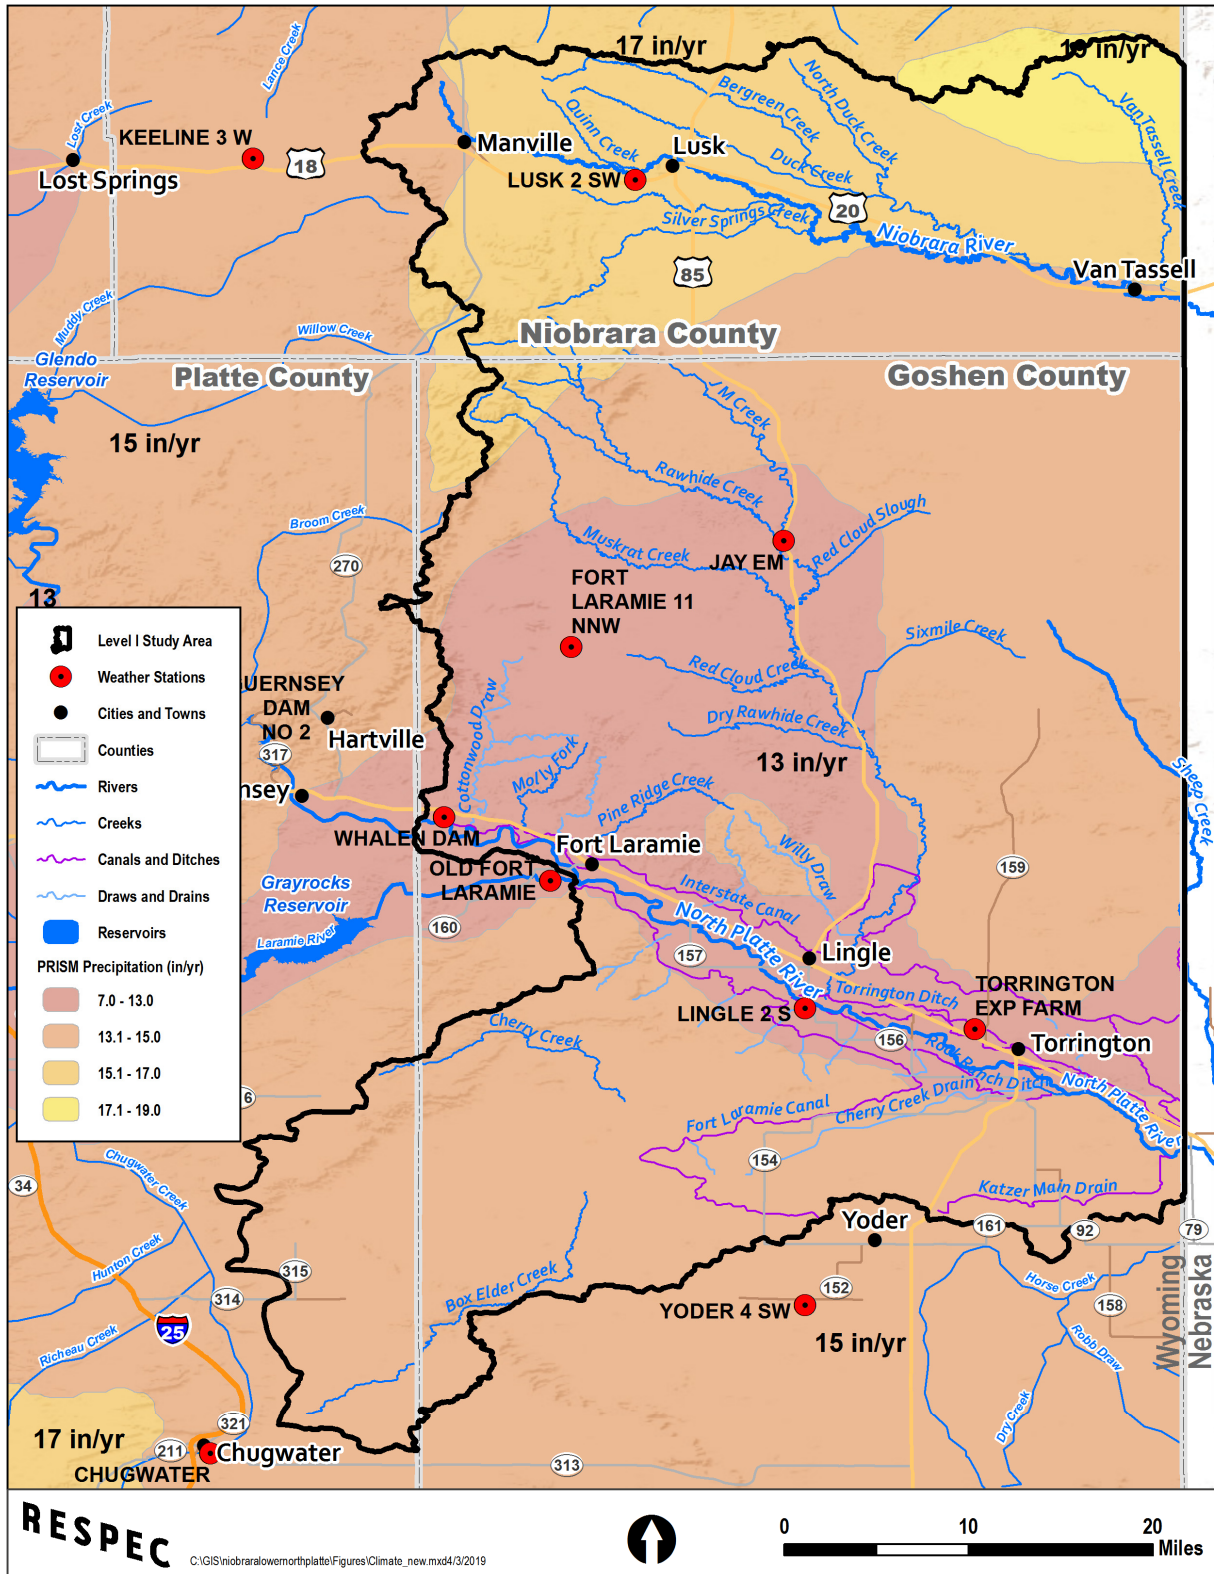 17 in/yr
19 in/yr
Lance Creek
Lost Creek
KEELINE 3 W
18
Lost Springs
Manville
Quinn Creek
Bergreen Creek
North Duck Creek
Van Tassell Creek
Lusk
LUSK 2 SW
Duck Creek
Silver Springs Creek
20
Niobrara River
85
Van Tassell
Muddy Creek
Willow Creek
Niobrara County
Glendo
Reservoir
Platte County
Goshen County
15 in/yr
J M Creek
Rawhide Creek
Broom Creek
Red Cloud Slough
Muskrat Creek
JAY EM
270
FORT
LARAMIE 11
NNW
13
Sixmile Creek
Red Cloud Creek
Dry Rawhide Creek
Level I Study Area
Weather Stations
Cities and Towns
Counties
Rivers
Creeks
Canals and Ditches
Draws and Drains
Reservoirs
PRISM Precipitation (in/yr)
7.0 - 13.0
13.1 - 15.0
15.1 - 17.0
17.1 - 19.0
UERNSEY
DAM
NO 2
Hartville
317
nsey
Cottonwood Draw
Molly Fork
13 in/yr
Sheep Creek
Pine Ridge Creek
WHALEN DAM
Fort Laramie
Willy Draw
159
OLD FORT
LARAMIE
Grayrocks
Reservoir
Interstate Canal
160
Laramie River
North Platte River
157
Lingle
Torrington Ditch
TORRINGTON
EXP FARM
LINGLE 2 S
156
Torrington
Cherry Creek
Rock Ranch Ditch
North Platte River
6
Fort Laramie Canal
Cherry Creek Drain
154
Chugwater Creek
34
Katzer Main Drain
Yoder
161
92
79
Hunton Creek
315
Box Elder Creek
152
Horse Creek
314
YODER 4 SW
158
25
15 in/yr
Richeau Creek
Robb Draw
Wyoming
Nebraska
Dry Creek
321
17 in/yr
211
Chugwater
CHUGWATER
313
RESPEC
C:\GIS\niobraralowernorthplatte\Figures\Climate_new.mxd4/3/2019
0
10
20
Miles